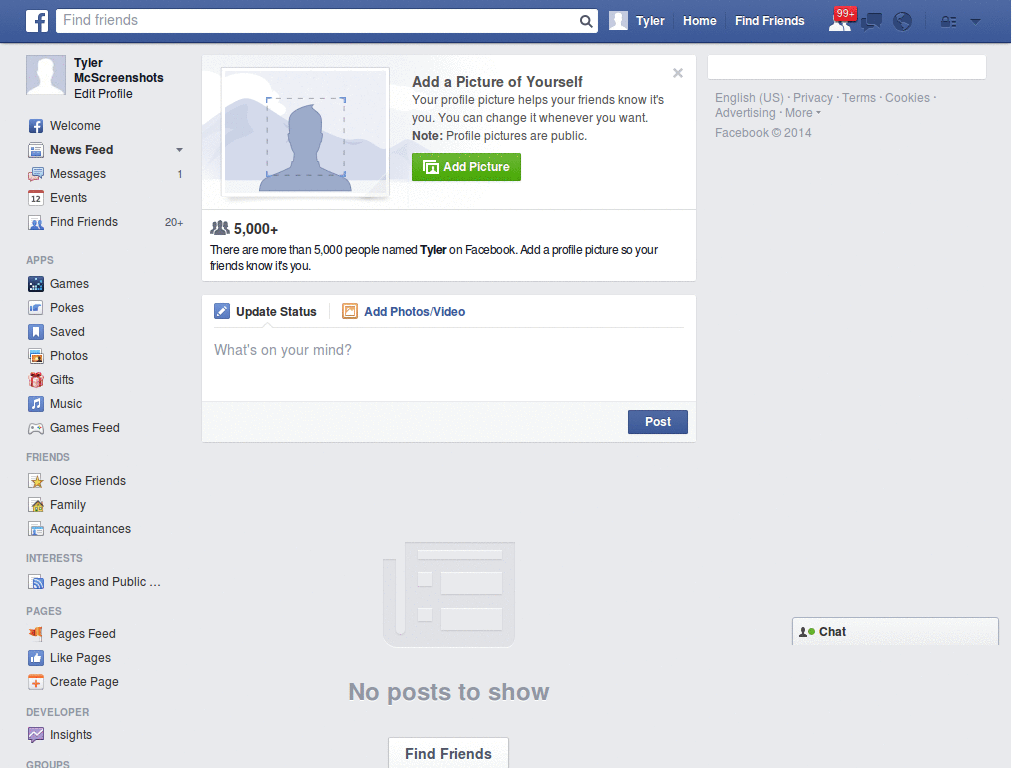 Find friends
Tyler
Home
Find Friends
99+
Tyler
McScreenshots
Edit Profile
Welcome
News Feed
Messages 1
12 Events
Find Friends 20+
APPS
Games
Pokes
Saved
Photos
Gifts
Music
Games Feed
FRIENDS
Close Friends
Family
Acquaintances
INTERESTS
Pages and Public ...
PAGES
Pages Feed
Like Pages
Create Page
DEVELOPER
Insights
GROUPS
Add a Picture of Yourself
Your profile picture helps your friends know it's
you. You can change it whenever you want.
Note: Profile pictures are public.
Add Picture
5,000+
There are more than 5,000 people named Tyler on Facebook. Add a profile picture so your
friends know it's you.
Update Status
Add Photos/Video
What's on your mind?
Post
No posts to show
Find Friends
English (US) · Privacy · Terms · Cookies ·
Advertising · More
Facebook © 2014
Chat